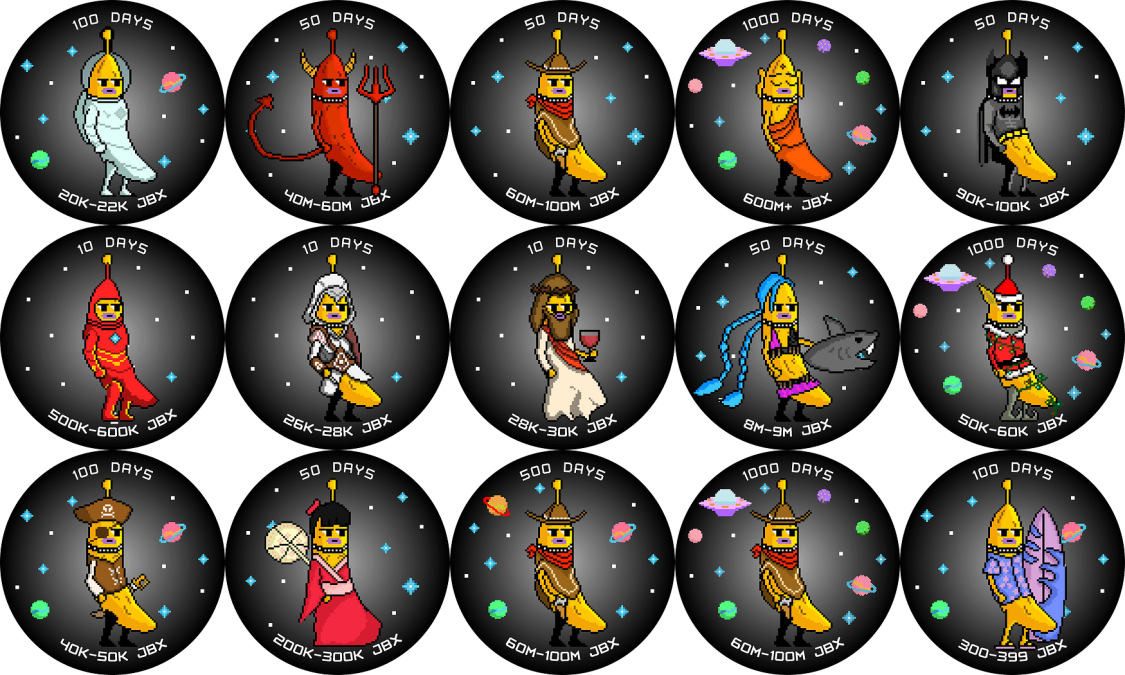 100 DAYS
20K-22K JBX
50 DAYS
40M-60M JBX
50 DAYS
60M-100M JBX
1000 DAYS
600M+ JBX
50 DAYS
90K-100K JBX
10 DAYS
500K-600K JBX
10 DAYS
26K-28K JBX
10 DAYS
28K-30K JBX
50 DAYS
8M-9M JBX
1000 DAYS
50K-60K JBX
100 DAYS
40K-50K JBX
50 DAYS
200K-300K JBX
500 DAYS
60M-100M JBX
1000 DAYS
60M-100M JBX
100 DAYS
300-399 JBX